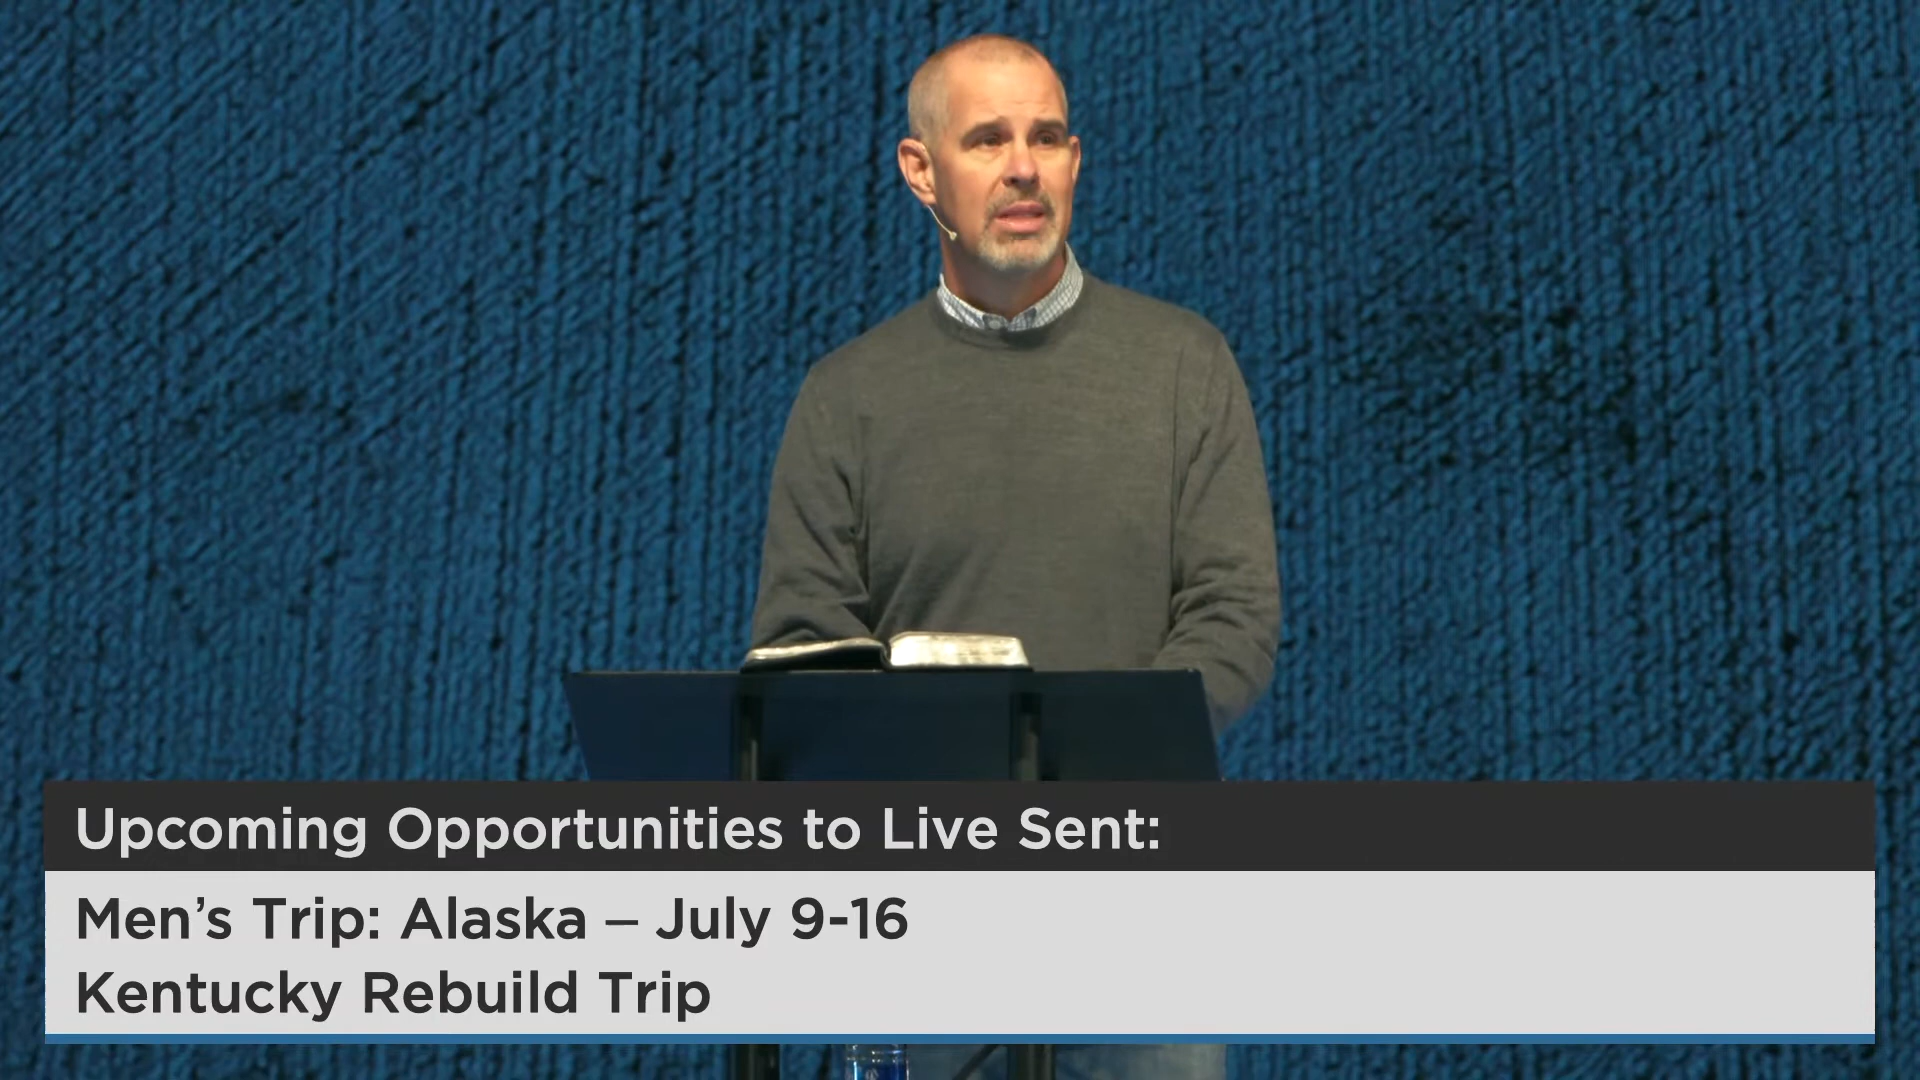 Upcoming Opportunities to Live Sent:
Men’s Trip: Alaska – July 9-16
Kentucky Rebuild Trip